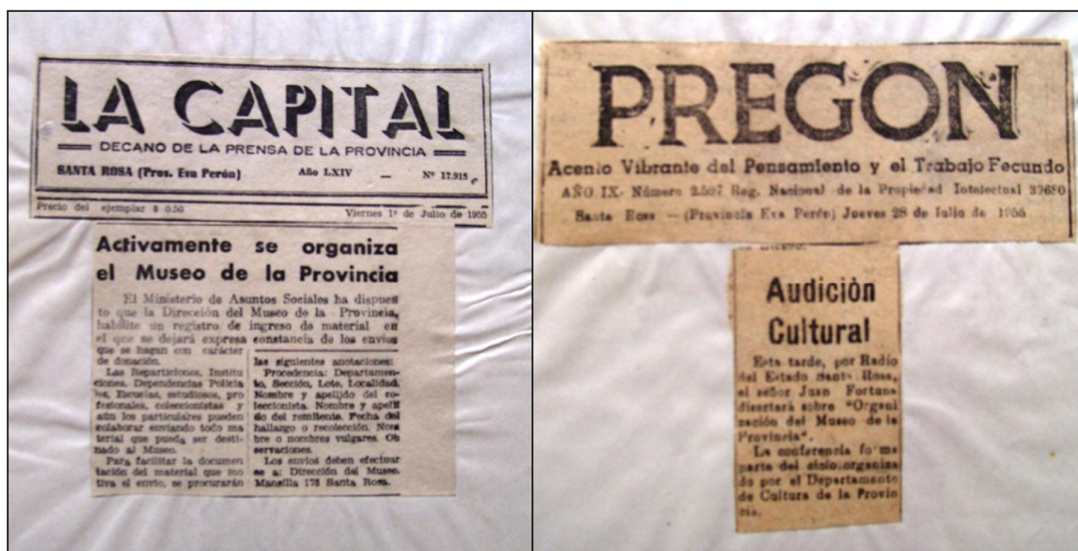 LA CAPITAL
DECANO DE LA PRENSA DE LA PROVINCIA
SANTA ROSA (Prov. Eva Perón) Año LXIV — Nº 17.915
Precio del ejemplar $ 0.50 Viernes 1º de Julio de 1955
Activamente se organiza
el Museo de la Provincia
El Ministerio de Asuntos Sociales ha dispues
to que la Dirección del Museo de la Provincia,
habilite un registro de ingreso de material en
el que se dejará expresa constancia de los envíos
que se hagan con carácter
de donación.
Las Reparticiones, Institu
ciones, Dependencias Policia
les, Escuelas, estudiosos, pro
fesionales, coleccionistas y
aún los particulares pueden
colaborar enviando todo ma
terial que pueda ser desti-
nado al Museo.
Para facilitar la documen
tación del material que mo
tiva el envío, se procurarán
las siguientes anotaciones:
Procedencia: Departamen-
to, Sección, Lote, Localidad.
Nombre y apellido del co-
leccionista. Nombre y apelli
do del remitente. Fecha del
hallazgo o recolección. Nom
bre o nombres vulgares. Ob
servaciones.
Los envíos deben efectuar
se a: Dirección del Museo.
Mansilla 175 Santa Rosa.
PREGON
Acento Vibrante del Pensamiento y el Trabajo Fecundo
AÑO IX- Número 2.507 Reg. Nacional de la Propiedad Intelectual 37680
Santa Rosa — (Provincia Eva Perón) Jueves 28 de Julio de 1955
Audición
Cultural
Esta tarde, por Radio
del Estado Santa Rosa,
el señor Juan Fortuna
disertará sobre "Organi
zación del Museo de la
Provincia".
La conferencia forma
parte del ciclo organiza
do por el Departamento
de Cultura de la Provin
cia.